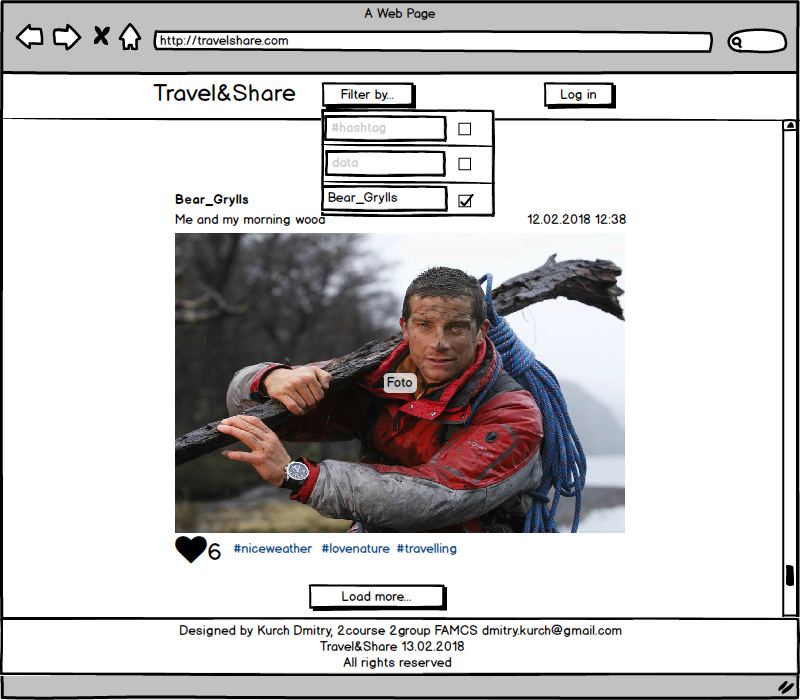 A Web Page
http://travelshare.com
Travel&Share
Filter by...
Log in
#hashtag
data
Bear_Grylls
Bear_Grylls
Me and my morning wood
12.02.2018 12:38
Foto
6 #niceweather #lovenature #travelling
Load more...
Designed by Kurch Dmitry, 2course 2group FAMCS dmitry.kurch@gmail.com
Travel&Share 13.02.2018
All rights reserved